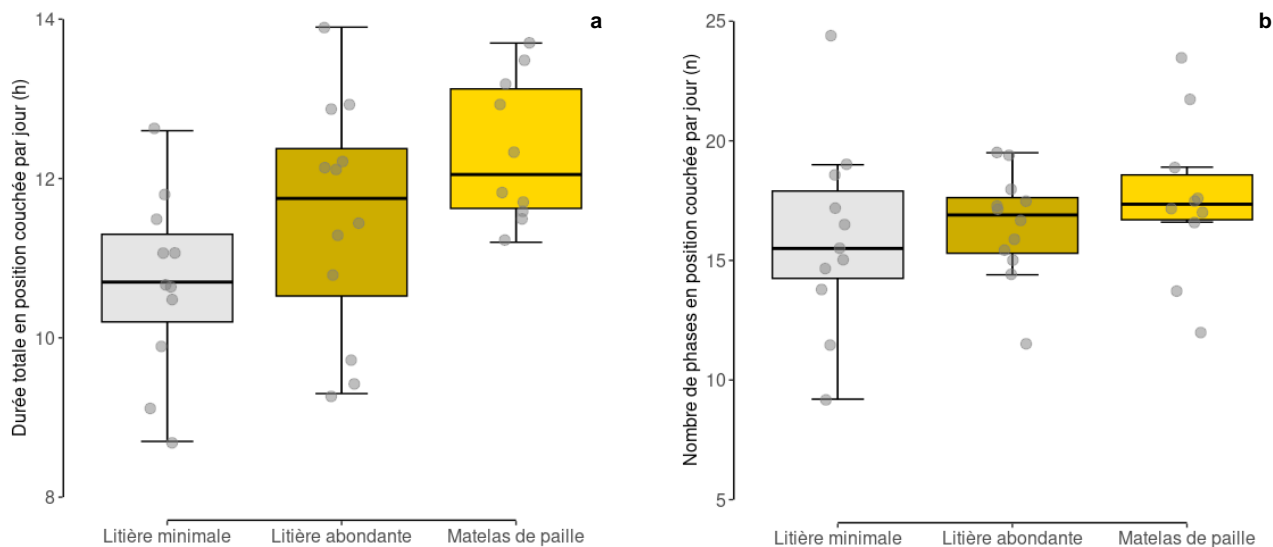 a
Durée totale en position couchée par jour (h)
14
12
10
8
Litière minimale
Litière abondante
Matelas de paille
b
Nombre de phases en position couchée par jour (n)
25
20
15
10
5
Litière minimale
Litière abondante
Matelas de paille